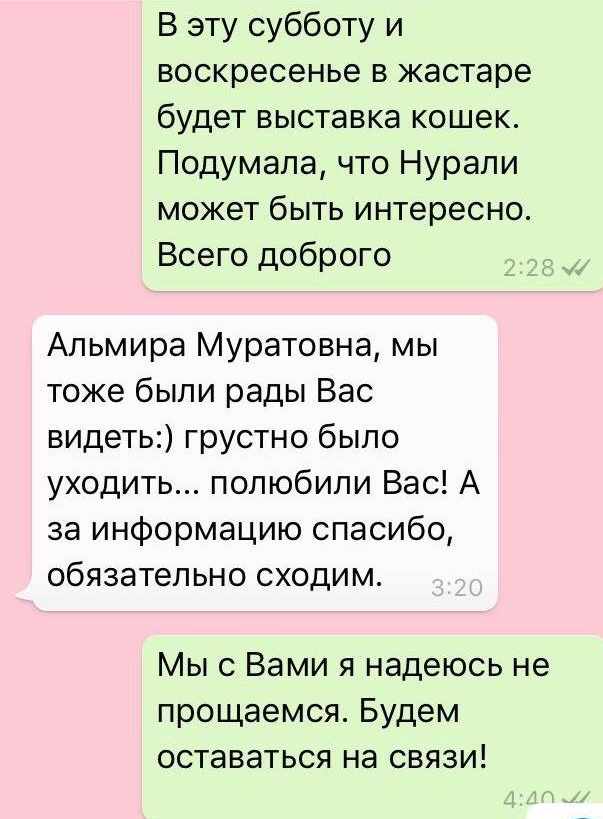 В эту субботу и
воскресенье в жастаре
будет выставка кошек.
Подумала, что Нурали
может быть интересно.
Всего доброго
2:28
Альмира Муратовна, мы
тоже были рады Вас
видеть:) грустно было
уходить... полюбили Вас! А
за информацию спасибо,
обязательно сходим.
3:20
Мы с Вами я надеюсь не
прощаемся. Будем
оставаться на связи!
4:40